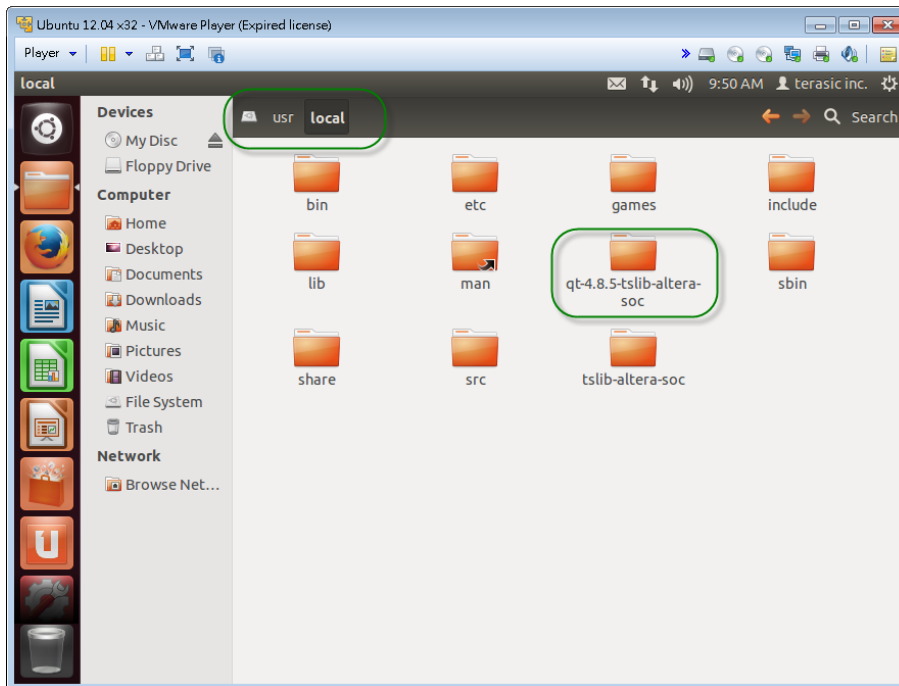 Ubuntu 12.04 x32 - VMware Player (Expired license)
Player
»
local
9:50 AM terasic inc.
Devices
My Disc
Floppy Drive
Computer
Home
Desktop
Documents
Downloads
Music
Pictures
Videos
File System
Trash
Network
Browse Net...
usr local
Search
bin etc games include
lib man qt-4.8.5-tslib-altera-
soc sbin
share src tslib-altera-soc